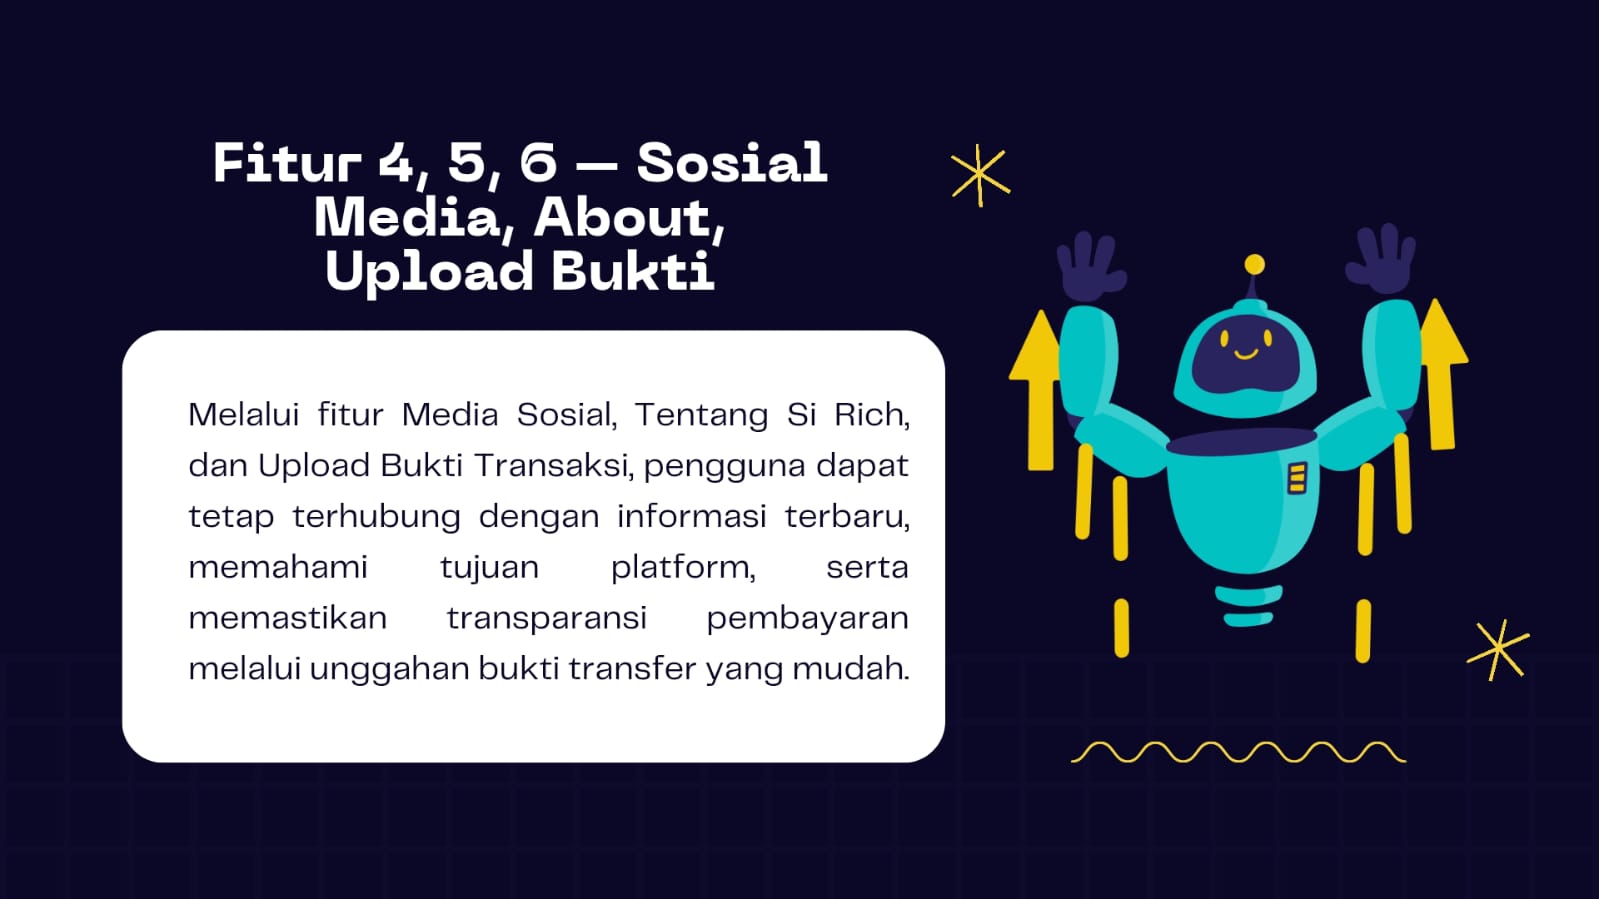 Fitur 4, 5, 6 – Sosial
Media, About,
Upload Bukti
Melalui fitur Media Sosial, Tentang Si Rich,
dan Upload Bukti Transaksi, pengguna dapat
tetap terhubung dengan informasi terbaru,
memahami tujuan platform, serta
memastikan transparansi pembayaran
melalui unggahan bukti transfer yang mudah.